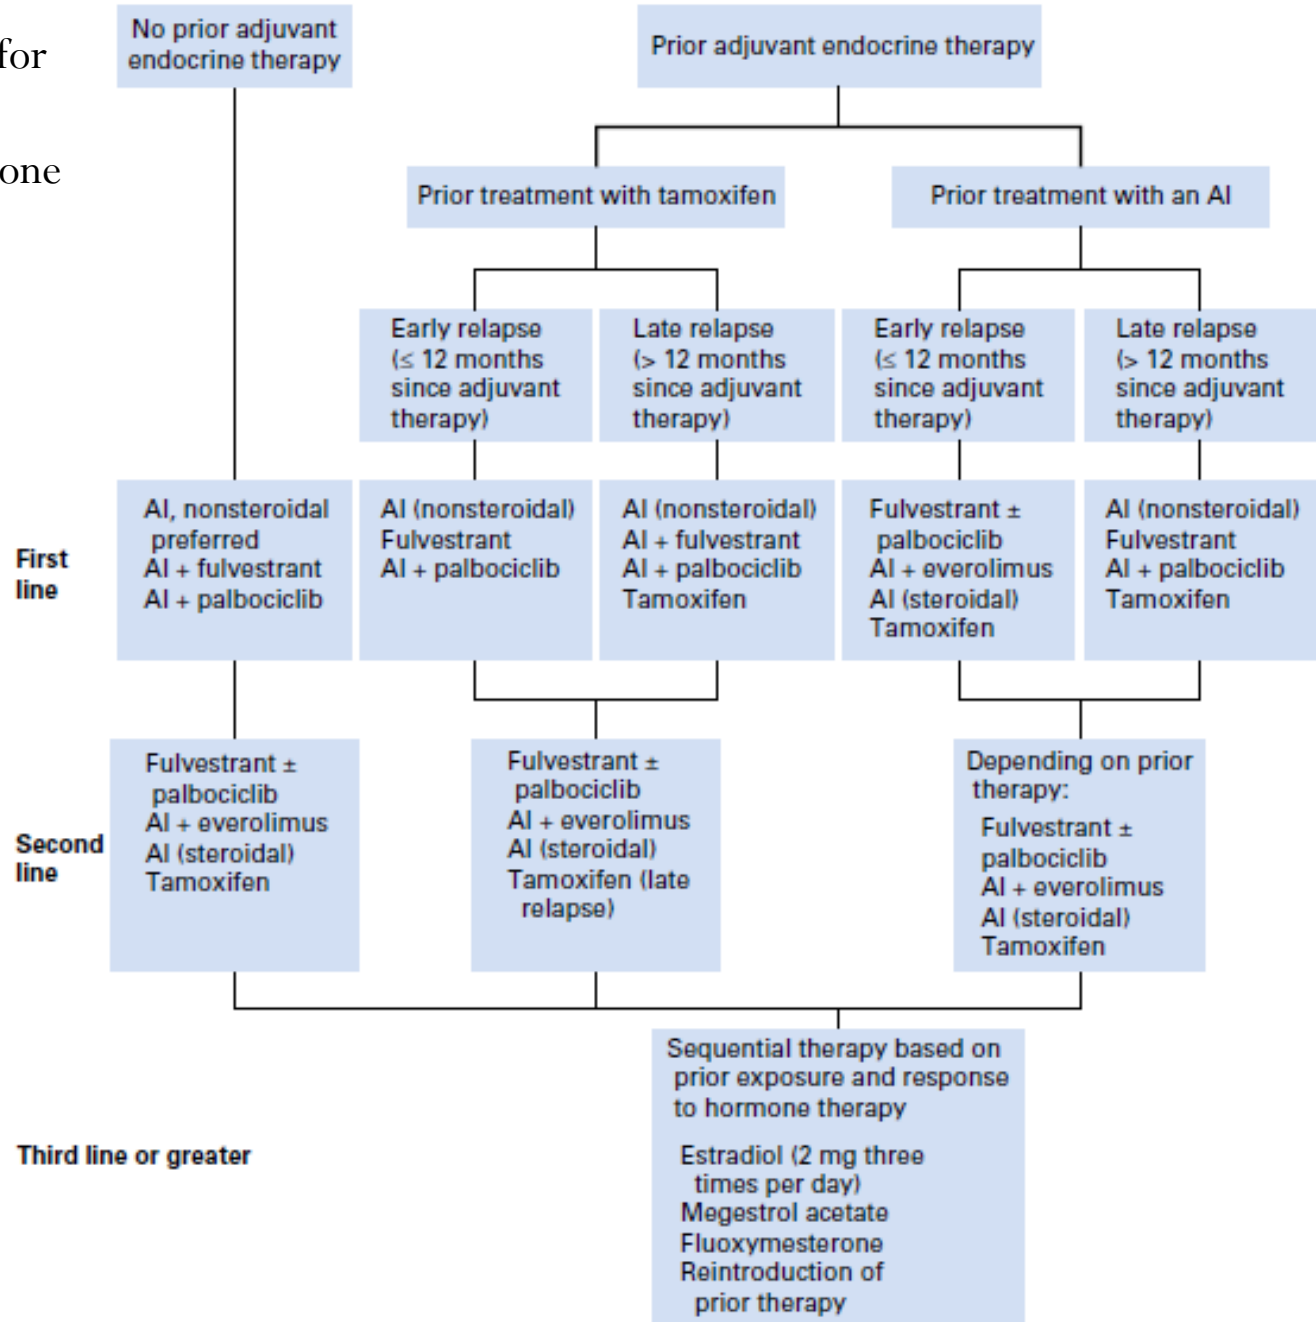 for
one
No prior adjuvant
endocrine therapy
Prior adjuvant endocrine therapy
Prior treatment with tamoxifen
Prior treatment with an AI
Early relapse
(≤ 12 months
since adjuvant
therapy)
Late relapse
(> 12 months
since adjuvant
therapy)
Early relapse
(≤ 12 months
since adjuvant
therapy)
Late relapse
(> 12 months
since adjuvant
therapy)
First
line
AI, nonsteroidal
preferred
AI + fulvestrant
AI + palbociclib
AI (nonsteroidal)
Fulvestrant
AI + palbociclib
AI (nonsteroidal)
AI + fulvestrant
AI + palbociclib
Tamoxifen
Fulvestrant ±
palbociclib
AI + everolimus
AI (steroidal)
Tamoxifen
AI (nonsteroidal)
Fulvestrant
AI + palbociclib
Tamoxifen
Second
line
Fulvestrant ±
palbociclib
AI + everolimus
AI (steroidal)
Tamoxifen
Fulvestrant ±
palbociclib
AI + everolimus
AI (steroidal)
Tamoxifen (late
relapse)
Depending on prior
therapy:
Fulvestrant ±
palbociclib
AI + everolimus
AI (steroidal)
Tamoxifen
Third line or greater
Sequential therapy based on
prior exposure and response
to hormone therapy
Estradiol (2 mg three
times per day)
Megestrol acetate
Fluoxymesterone
Reintroduction of
prior therapy